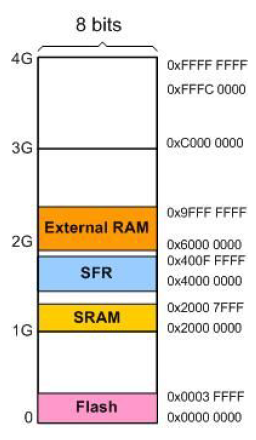 8 bits
4G
0xFFFF FFFF
0xFFFC 0000
3G
0xC000 0000
0x9FFF FFFF
External RAM
2G
0x6000 0000
0x400F FFFF
SFR
0x4000 0000
0x2000 7FFF
SRAM
1G
0x2000 0000
0x0003 FFFF
Flash
0
0x0000 0000